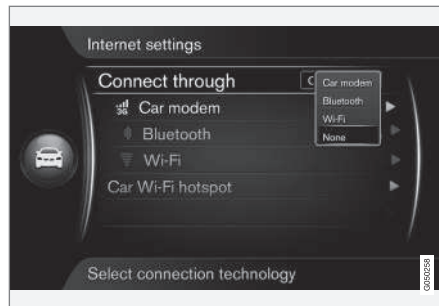 Internet settings
Connect through
Car modem
Bluetooth
Wi-Fi
None
3G Car modem
Bluetooth
Wi-Fi
Car Wi-Fi hotspot
Select connection technology
G050258